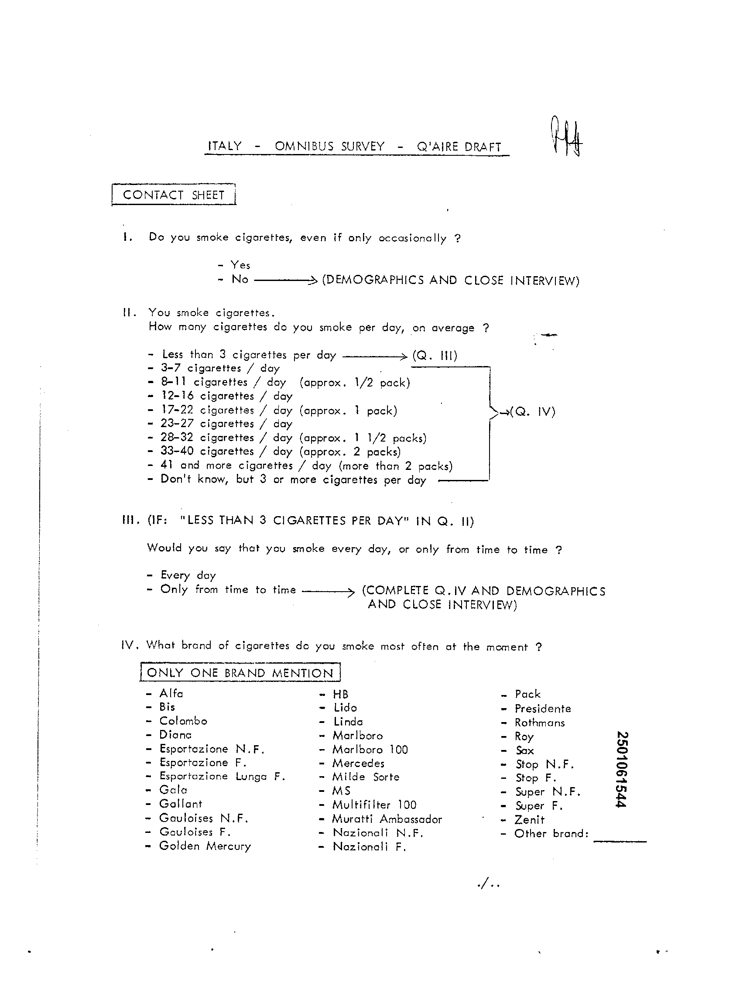 ITALY - OMNIBUS SURVEY - Q'AIRE DRAFT
CONTACT SHEET
I. Do you smoke cigarettes, even if only occasionally ?
- Yes
- No → (DEMOGRAPHICS AND CLOSE INTERVIEW)
II. You smoke cigarettes.
How many cigarettes do you smoke per day, on average ?
- Less than 3 cigarettes per day → (Q. III)
- 3-7 cigarettes / day
- 8-11 cigarettes / day (approx. 1/2 pack)
- 12-16 cigarettes / day
- 17-22 cigarettes / day (approx. 1 pack) →(Q. IV)
- 23-27 cigarettes / day
- 28-32 cigarettes / day (approx. 1 1/2 packs)
- 33-40 cigarettes / day (approx. 2 packs)
- 41 and more cigarettes / day (more than 2 packs)
- Don't know, but 3 or more cigarettes per day
III. (IF: "LESS THAN 3 CIGARETTES PER DAY" IN Q. II)
Would you say that you smoke every day, or only from time to time ?
- Every day
- Only from time to time → (COMPLETE Q.IV AND DEMOGRAPHICS
AND CLOSE INTERVIEW)
IV. What brand of cigarettes do you smoke most often at the moment ?
ONLY ONE BRAND MENTION
- Alfa
- Bis
- Colombo
- Diana
- Esportazione N.F.
- Esportazione F.
- Esportazione Lunga F.
- Gala
- Gallant
- Gauloises N.F.
- Gauloises F.
- Golden Mercury
- HB
- Lido
- Linda
- Marlboro
- Marlboro 100
- Mercedes
- Milde Sorte
- MS
- Multifilter 100
- Muratti Ambassador
- Nazionali N.F.
- Nazionali F.
- Pack
- Presidente
- Rothmans
- Roy
- Sax
- Stop N.F.
- Stop F.
- Super N.F.
- Super F.
- Zenit
- Other brand:
2501061544
./..